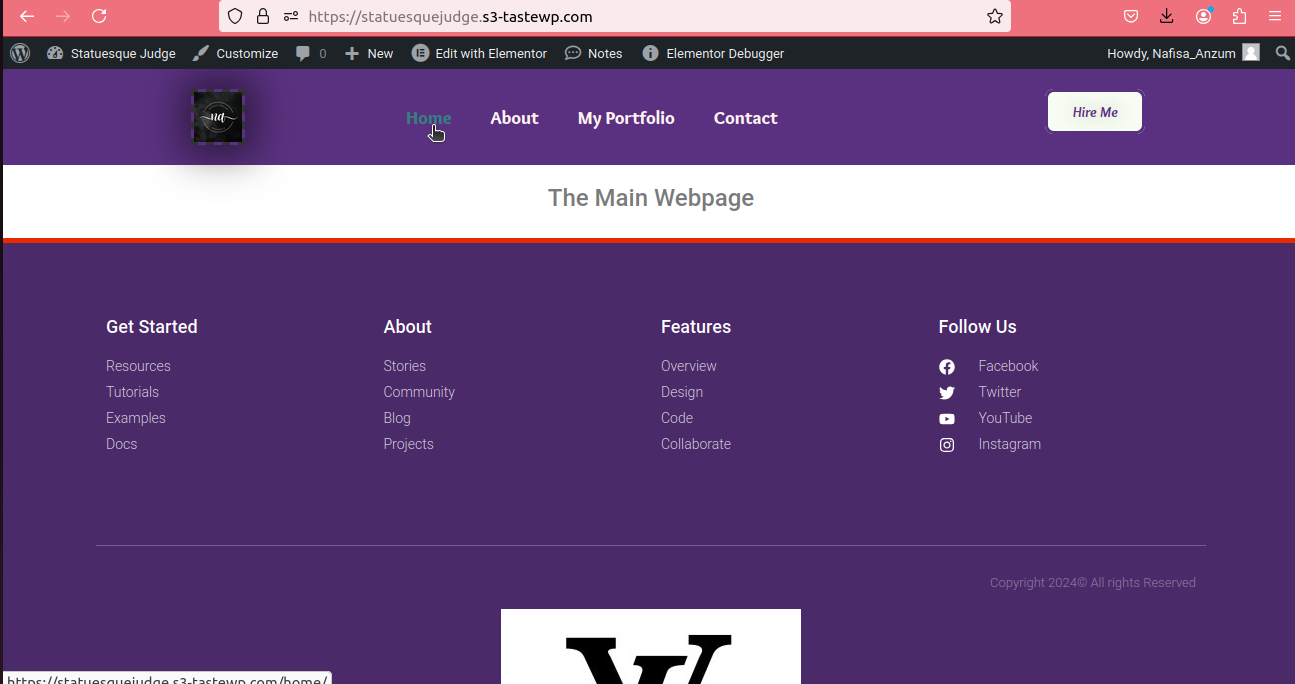 https://statuesquejudge.s3-tastewp.com
Statuesque Judge Customize 0 New Edit with Elementor Notes Elementor Debugger Howdy, Nafisa_Anzum
na
Home About My Portfolio Contact Hire Me
The Main Webpage
Get Started About Features Follow Us
Resources Stories Overview Facebook
Tutorials Community Design Twitter
Examples Blog Code YouTube
Docs Projects Collaborate Instagram
Copyright 2024© All rights Reserved
https://statuesquejudge.s3-tastewp.com/home/